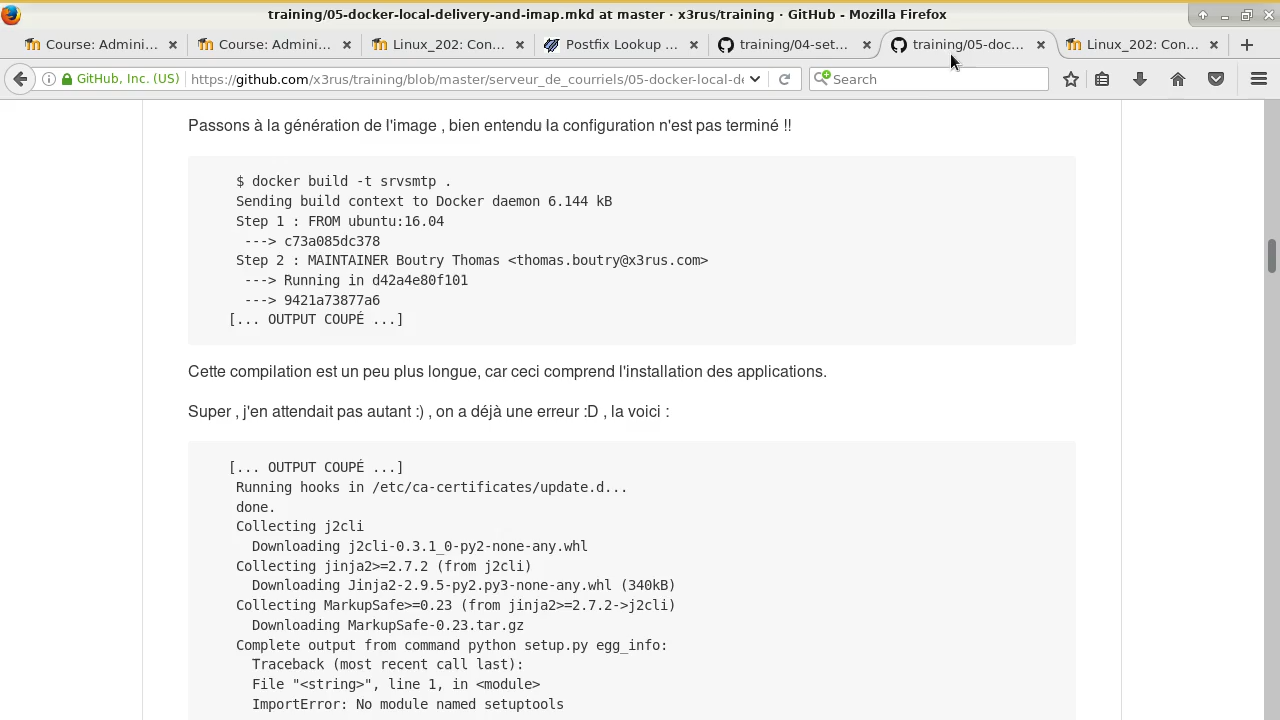 training/05-docker-local-delivery-and-imap.mkd at master · x3rus/training · GitHub - Mozilla Firefox
Course: Admini...
Course: Admini...
Linux_202: Con...
Postfix Lookup ...
training/04-set...
training/05-doc...
Linux_202: Con...
GitHub, Inc. (US)
https://github.com/x3rus/training/blob/master/serveur_de_courriels/05-docker-local-de
Search
Passons à la génération de l'image , bien entendu la configuration n'est pas terminé !!
$ docker build -t srvsmtp .
Sending build context to Docker daemon 6.144 kB
Step 1 : FROM ubuntu:16.04
---> c73a085dc378
Step 2 : MAINTAINER Boutry Thomas <thomas.boutry@x3rus.com>
---> Running in d42a4e80f101
---> 9421a73877a6
[... OUTPUT COUPÉ ...]
Cette compilation est un peu plus longue, car ceci comprend l'installation des applications.
Super , j'en attendait pas autant :) , on a déjà une erreur :D , la voici :
[... OUTPUT COUPÉ ...]
Running hooks in /etc/ca-certificates/update.d...
done.
Collecting j2cli
Downloading j2cli-0.3.1_0-py2-none-any.whl
Collecting jinja2>=2.7.2 (from j2cli)
Downloading Jinja2-2.9.5-py2.py3-none-any.whl (340kB)
Collecting MarkupSafe>=0.23 (from jinja2>=2.7.2->j2cli)
Downloading MarkupSafe-0.23.tar.gz
Complete output from command python setup.py egg_info:
Traceback (most recent call last):
File "<string>", line 1, in <module>
ImportError: No module named setuptools